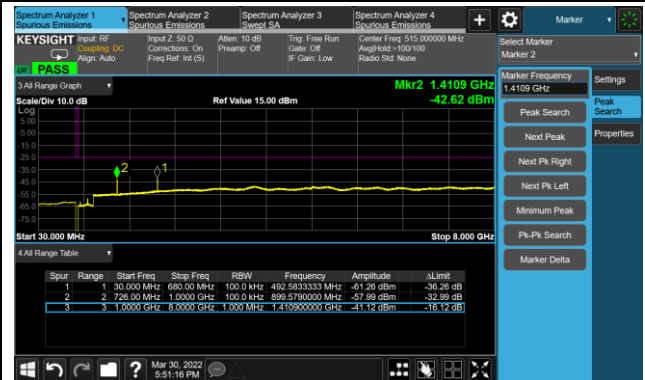 Spectrum Analyzer 1
Spurious Emissions
Spectrum Analyzer 2
Spurious Emissions
Spectrum Analyzer 3
Swept SA
Spectrum Analyzer 4
Spurious Emissions
+
Marker
KEYSIGHT
Input: RF
Coupling: DC
Align: Auto
Input Z: 50 Ω
Corrections: On
Freq Ref: Int (S)
Atten: 10 dB
Preamp: Off
Trig: Free Run
Gate: Off
IF Gain: Low
Center Freq: 515.000000 MHz
Avg|Hold:>100/100
Radio Std: None
PASS
Select Marker
Marker 2
3 All Range Graph
Mkr2 1.4109 GHz
Scale/Div 10.0 dB
Ref Value 15.00 dBm
-42.62 dBm
Log
5.00
-5.00
-15.0
-25.0
-35.0
-45.0
-55.0
-65.0
-75.0
2
1
Start 30.000 MHz
Stop 8.000 GHz
Marker Frequency
1.4109 GHz
Settings
Peak Search
Peak Search
Next Peak
Properties
Next Pk Right
Next Pk Left
Minimum Peak
Pk-Pk Search
Marker Delta
4 All Range Table
Spur Range Start Freq Stop Freq RBW Frequency Amplitude ΔLimit
1 1 30.000 MHz 680.00 MHz 100.0 kHz 492.5833333 MHz -61.26 dBm -36.26 dB
2 2 726.00 MHz 1.0000 GHz 100.0 kHz 899.5790000 MHz -57.99 dBm -32.99 dB
3 3 1.0000 GHz 8.0000 GHz 1.000 MHz 1.410900000 GHz -41.12 dBm -16.12 dB
?
Mar 30, 2022
5:51:16 PM